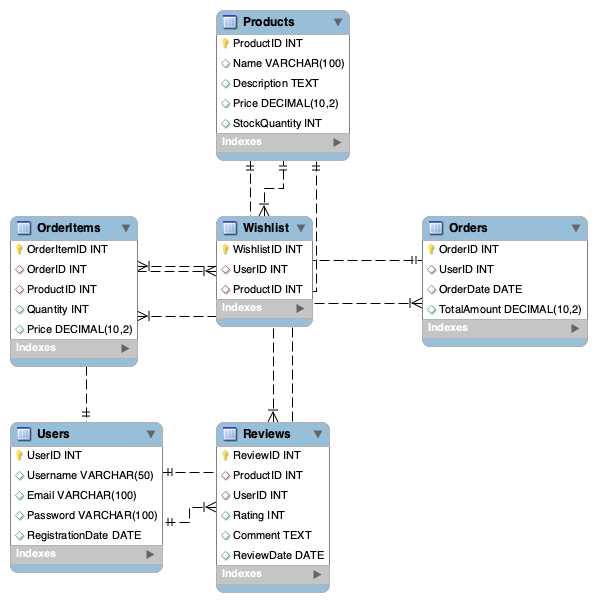 Products
ProductID INT
Name VARCHAR(100)
Description TEXT
Price DECIMAL(10,2)
StockQuantity INT
Indexes
OrderItems
OrderItemID INT
OrderID INT
ProductID INT
Quantity INT
Price DECIMAL(10,2)
Indexes
Wishlist
WishlistID INT
UserID INT
ProductID INT
Indexes
Orders
OrderID INT
UserID INT
OrderDate DATE
TotalAmount DECIMAL(10,2)
Indexes
Users
UserID INT
Username VARCHAR(50)
Email VARCHAR(100)
Password VARCHAR(100)
RegistrationDate DATE
Indexes
Reviews
ReviewID INT
ProductID INT
UserID INT
Rating INT
Comment TEXT
ReviewDate DATE
Indexes